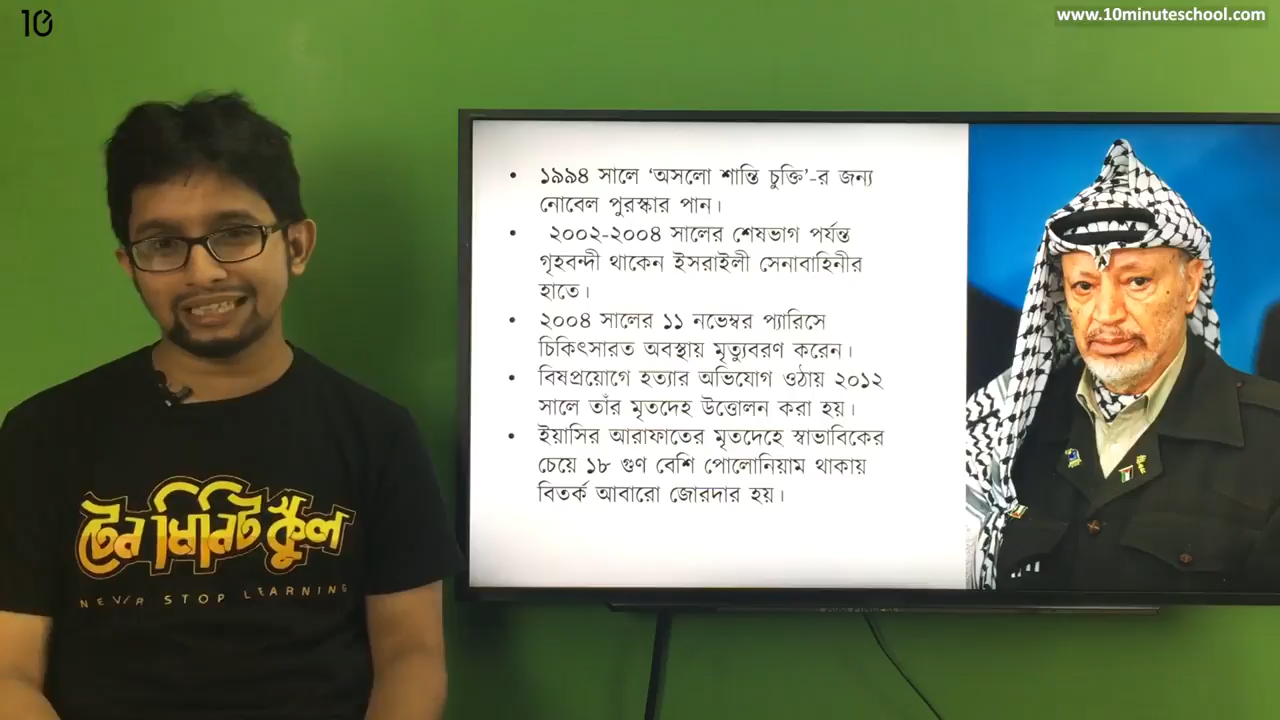 10
www.10minuteschool.com
• ১৯৯৪ সালে ‘অসলো শান্তি চুক্তি’-র জন্য
নোবেল পুরস্কার পান।
• ২০০২-২০০৪ সালের শেষভাগ পর্যন্ত
গৃহবন্দী থাকেন ইসরাইলী সেনাবাহিনীর
হাতে।
• ২০০৪ সালের ১১ নভেম্বর প্যারিসে
চিকিৎসারত অবস্থায় মৃত্যুবরণ করেন।
• বিষপ্রয়োগে হত্যার অভিযোগ ওঠায় ২০১২
সালে তাঁর মৃতদেহ উত্তোলন করা হয়।
• ইয়াসির আরাফাতের মৃতদেহে স্বাভাবিকের
চেয়ে ১৮ গুণ বেশি পোলোনিয়াম থাকায়
বিতর্ক আবারো জোরদার হয়।
টেন মিনিট স্কুল
NEVER STOP LEARNING